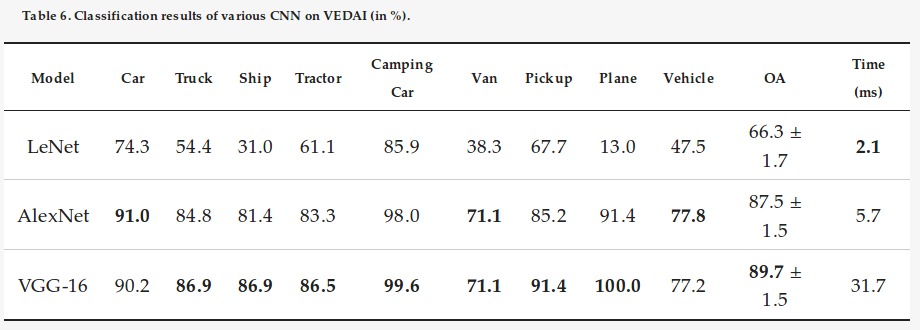 Table 6. Classification results of various CNN on VEDAI (in %).
Model Car Truck Ship Tractor Camping Car Van Pickup Plane Vehicle OA Time (ms)
LeNet 74.3 54.4 31.0 61.1 85.9 38.3 67.7 13.0 47.5 66.3 ± 1.7 2.1
AlexNet 91.0 84.8 81.4 83.3 98.0 71.1 85.2 91.4 77.8 87.5 ± 1.5 5.7
VGG-16 90.2 86.9 86.9 86.5 99.6 71.1 91.4 100.0 77.2 89.7 ± 1.5 31.7